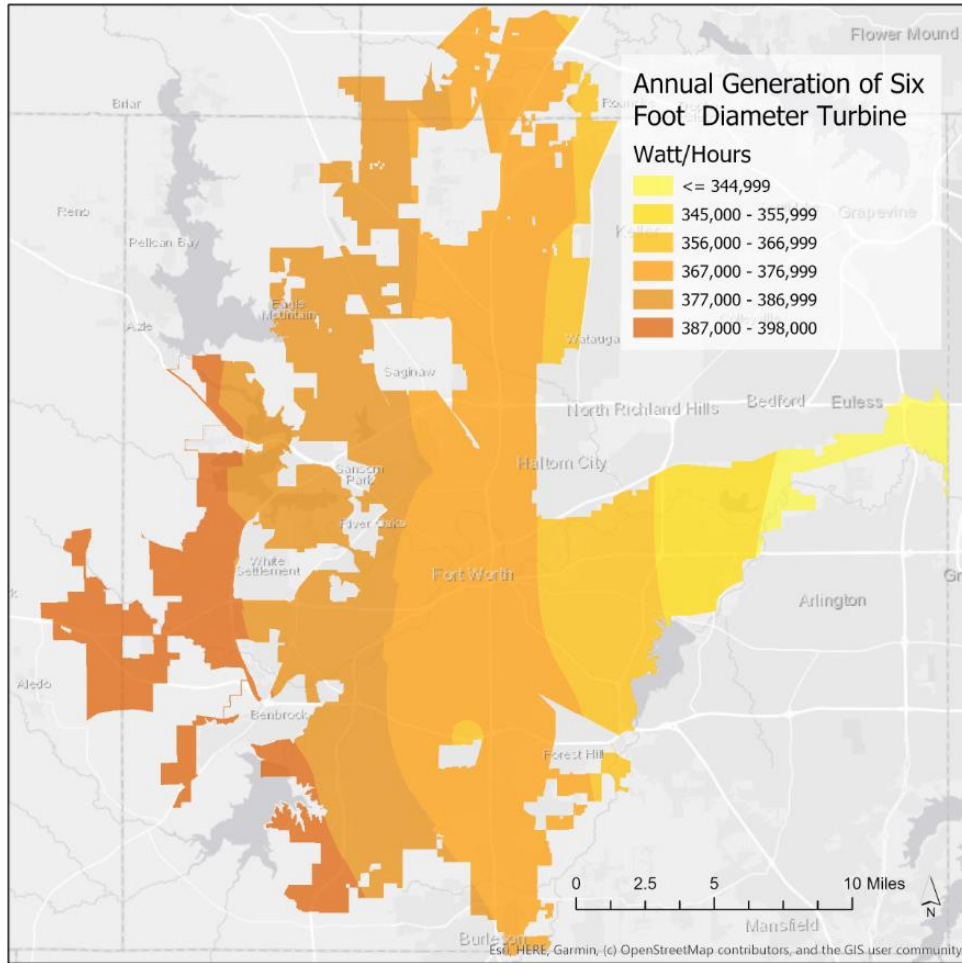 Flower Mound
Annual Generation of Six
Foot Diameter Turbine
Watt/Hours
<= 344,999
345,000 - 355,999
356,000 - 366,999
367,000 - 376,999
377,000 - 386,999
387,000 - 398,000
Briar
Reno
Grapevine
Pelican Bay
Eagle
Mountain
Azle
Watauga
Saginaw
North Richland Hills
Bedford
Euless
Haltom City
Sansom
Park
River Oaks
White
Settlement
Fort Worth
Arlington
Aledo
Benbrook
Forest Hill
0 2.5 5 10 Miles
N
Mansfield
Burleson
Esri, HERE, Garmin, (c) OpenStreetMap contributors, and the GIS user community